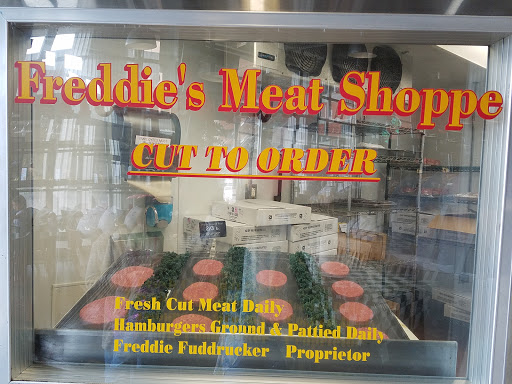 Freddie's Meat Shoppe
CUT TO ORDER
Fresh Cut Meat Daily
Hamburgers Ground & Pattied Daily
Freddie Fuddrucker Proprietor